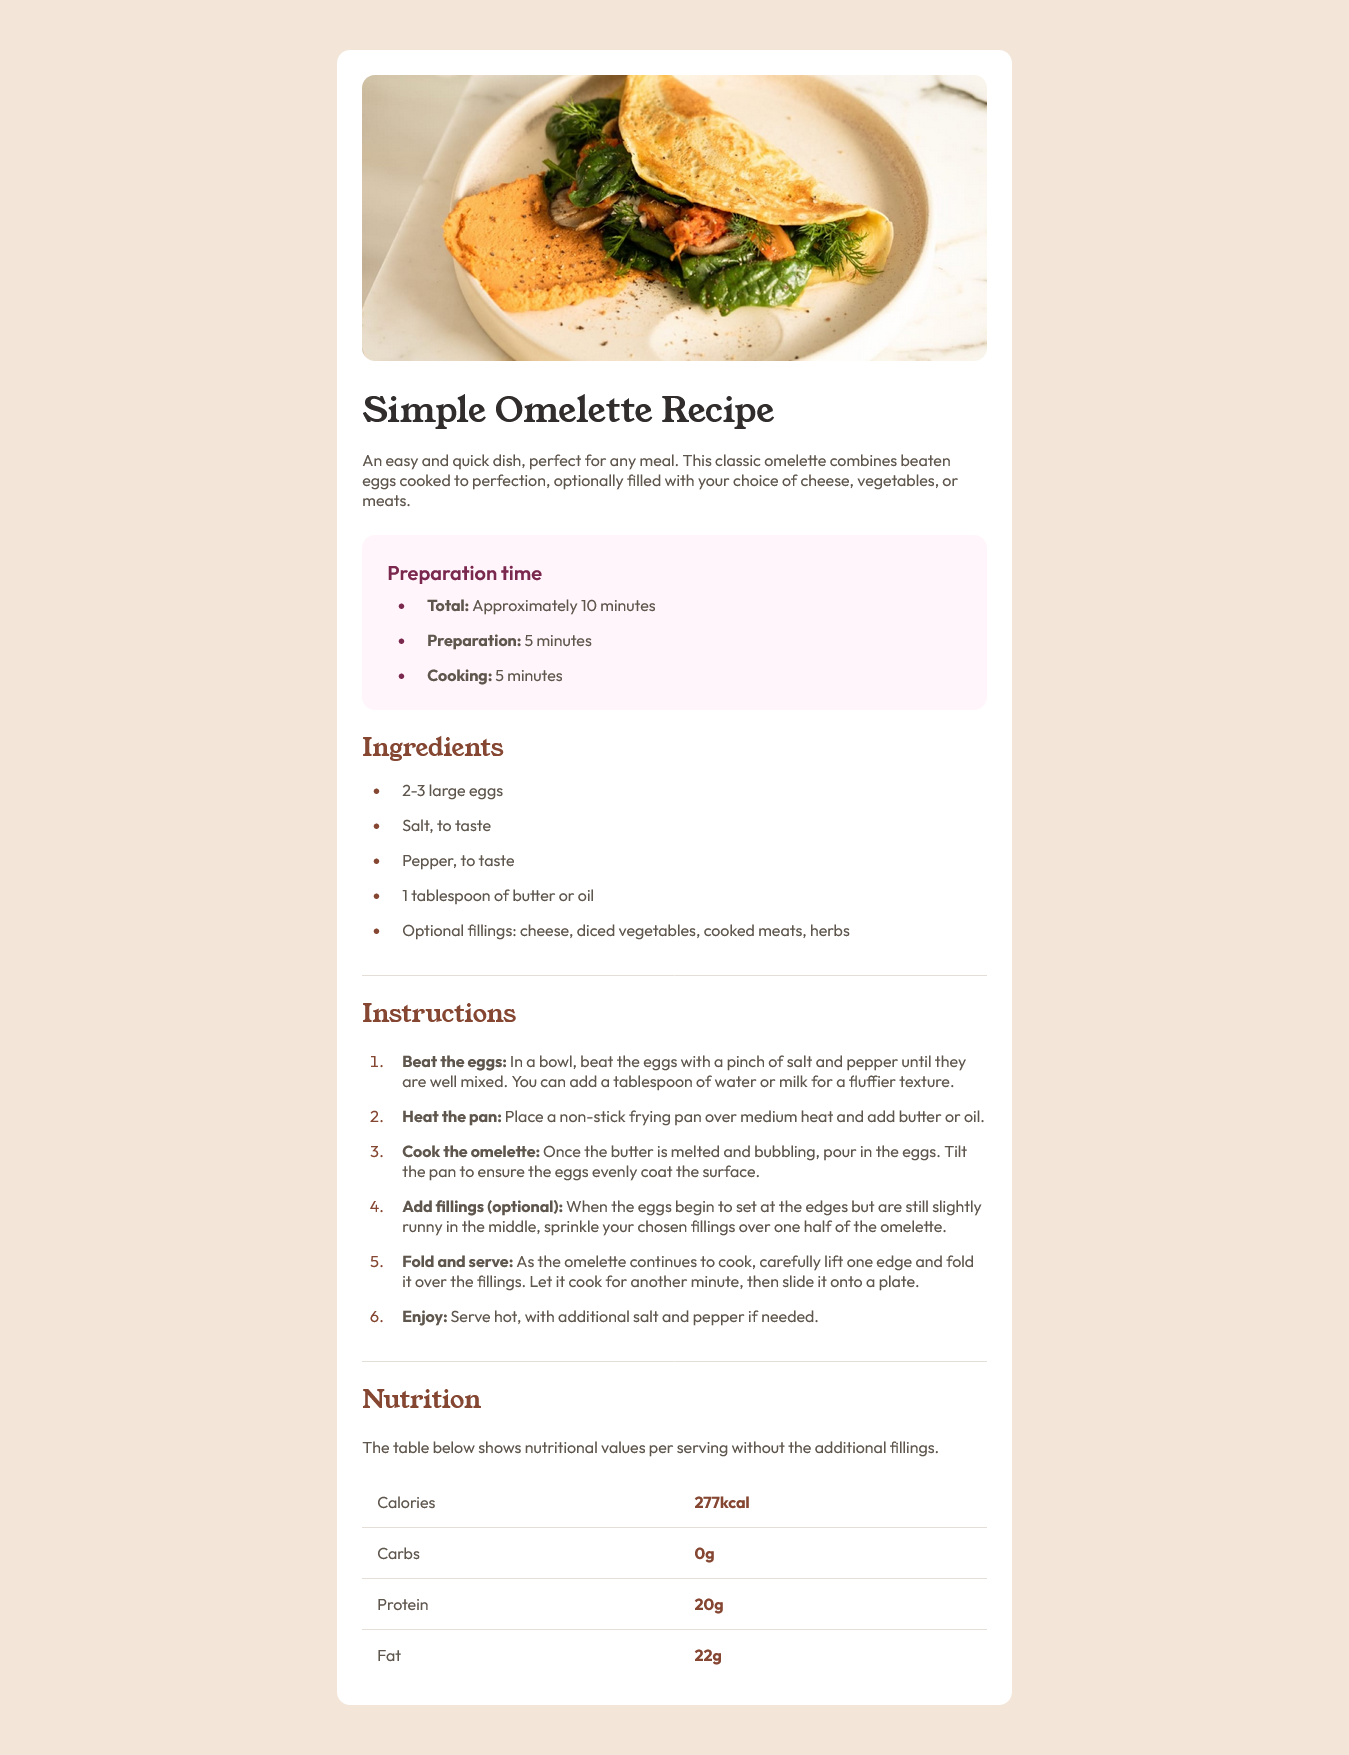 Simple Omelette Recipe
An easy and quick dish, perfect for any meal. This classic omelette combines beaten
eggs cooked to perfection, optionally filled with your choice of cheese, vegetables, or
meats.
Preparation time
• Total: Approximately 10 minutes
• Preparation: 5 minutes
• Cooking: 5 minutes
Ingredients
• 2-3 large eggs
• Salt, to taste
• Pepper, to taste
• 1 tablespoon of butter or oil
• Optional fillings: cheese, diced vegetables, cooked meats, herbs
Instructions
1. Beat the eggs: In a bowl, beat the eggs with a pinch of salt and pepper until they
are well mixed. You can add a tablespoon of water or milk for a fluffier texture.
2. Heat the pan: Place a non-stick frying pan over medium heat and add butter or oil.
3. Cook the omelette: Once the butter is melted and bubbling, pour in the eggs. Tilt
the pan to ensure the eggs evenly coat the surface.
4. Add fillings (optional): When the eggs begin to set at the edges but are still slightly
runny in the middle, sprinkle your chosen fillings over one half of the omelette.
5. Fold and serve: As the omelette continues to cook, carefully lift one edge and fold
it over the fillings. Let it cook for another minute, then slide it onto a plate.
6. Enjoy: Serve hot, with additional salt and pepper if needed.
Nutrition
The table below shows nutritional values per serving without the additional fillings.
Calories 277kcal
Carbs 0g
Protein 20g
Fat 22g